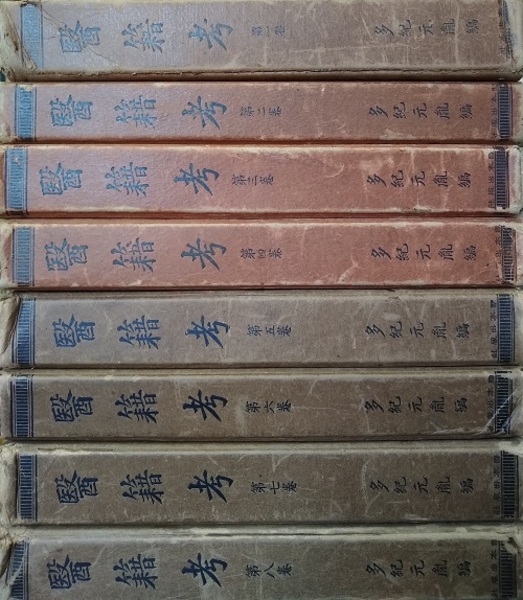 醫籍考 第一卷 多紀元胤編
醫籍考 第二卷 多紀元胤編
醫籍考 第三卷 多紀元胤編
醫籍考 第四卷 多紀元胤編
醫籍考 第五卷 多紀元胤編
醫籍考 第六卷 多紀元胤編
醫籍考 第七卷 多紀元胤編
醫籍考 第八卷 多紀元胤編